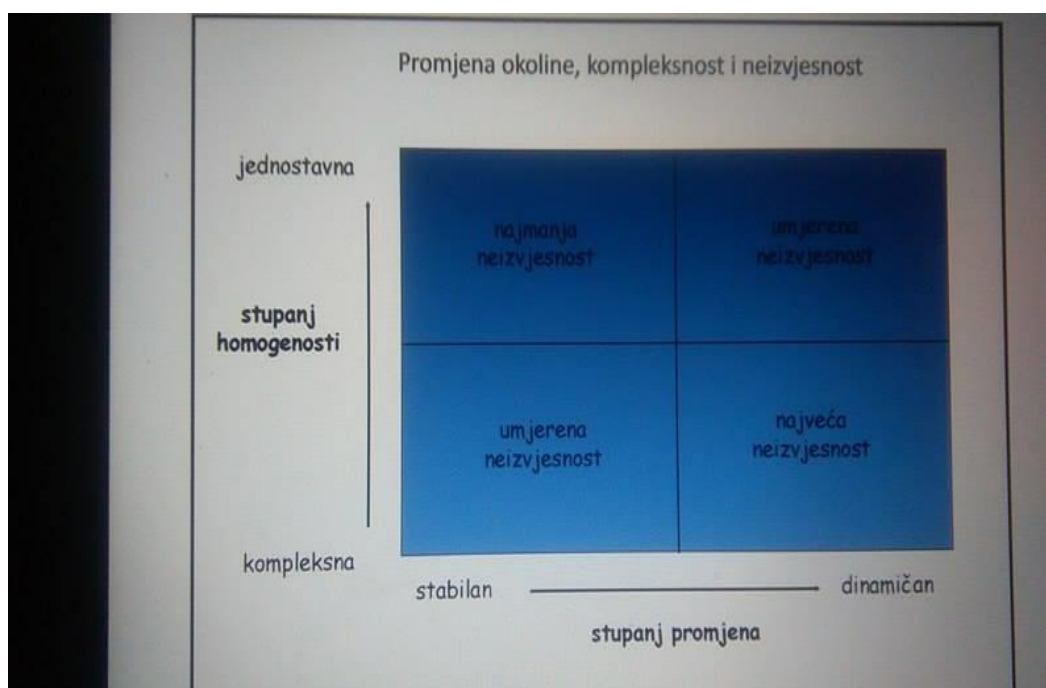 Promjena okoline, kompleksnost i neizvjesnost
jednostavna
najmanja
neizvjesnost
umjerena
neizvjesnost
stupanj
homogenosti
umjerena
neizvjesnost
najveća
neizvjesnost
kompleksna
stabilan
dinamičan
stupanj promjena